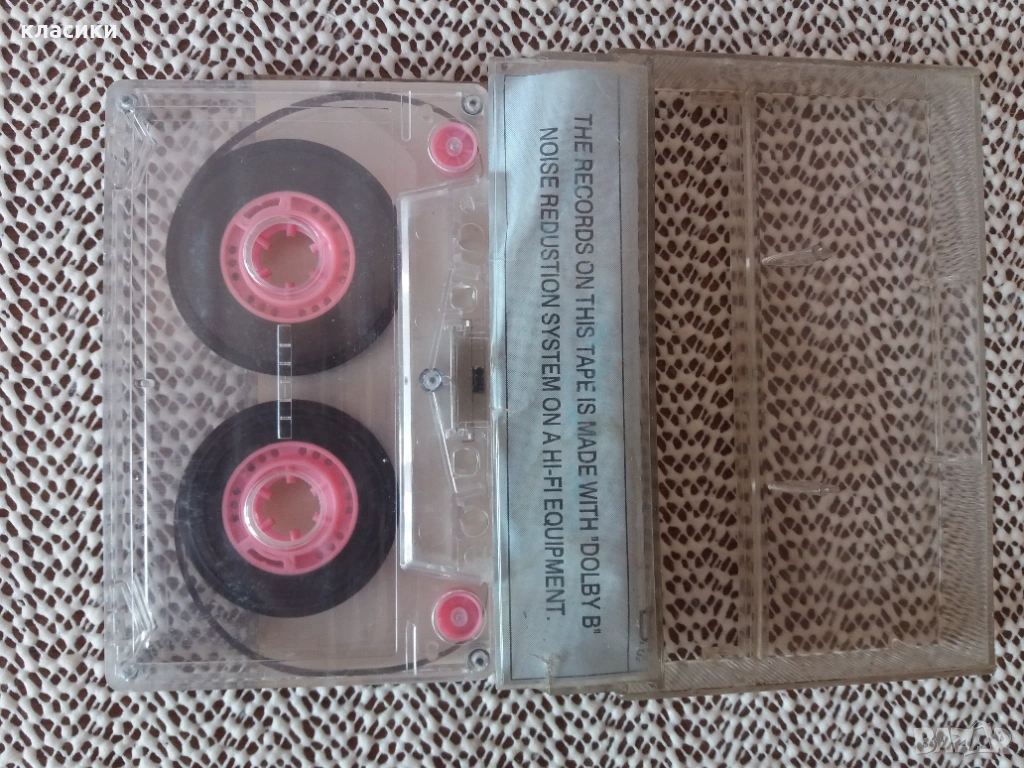 класики
THE RECORDS ON THIS TAPE IS MADE WITH "DOLBY B"
NOISE REDUSTION SYSTEM ON A HI-FI EQUIPMENT.